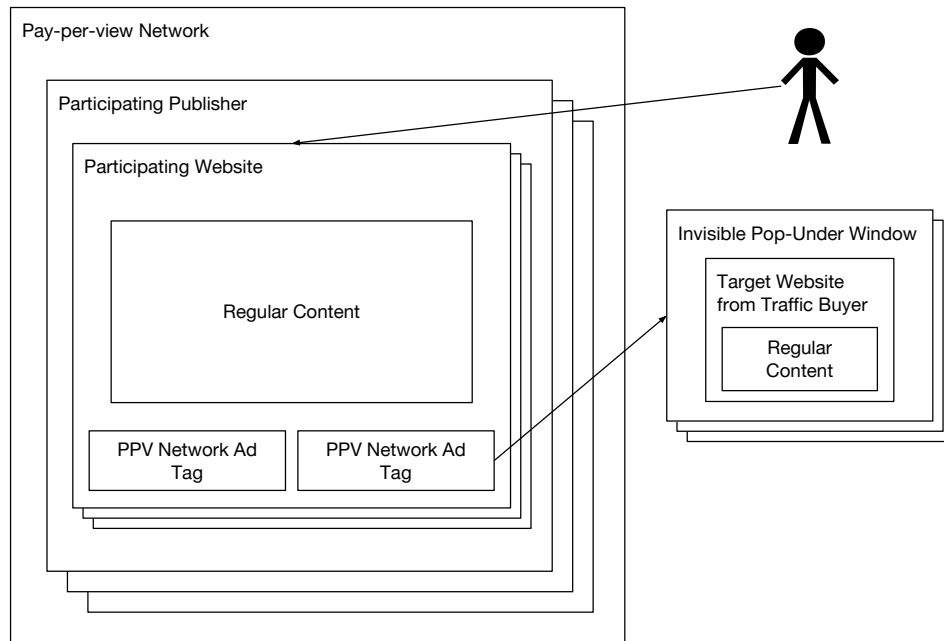 Pay-per-view Network
Participating Publisher
Participating Website
Regular Content
PPV Network Ad
Tag
PPV Network Ad
Tag
Invisible Pop-Under Window
Target Website
from Traffic Buyer
Regular
Content